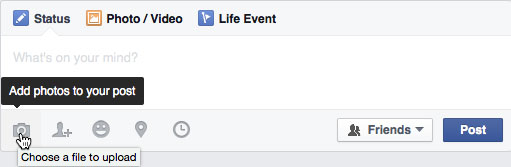 Status Photo / Video Life Event
What's on your mind?
Add photos to your post
Friends Post
Choose a file to upload